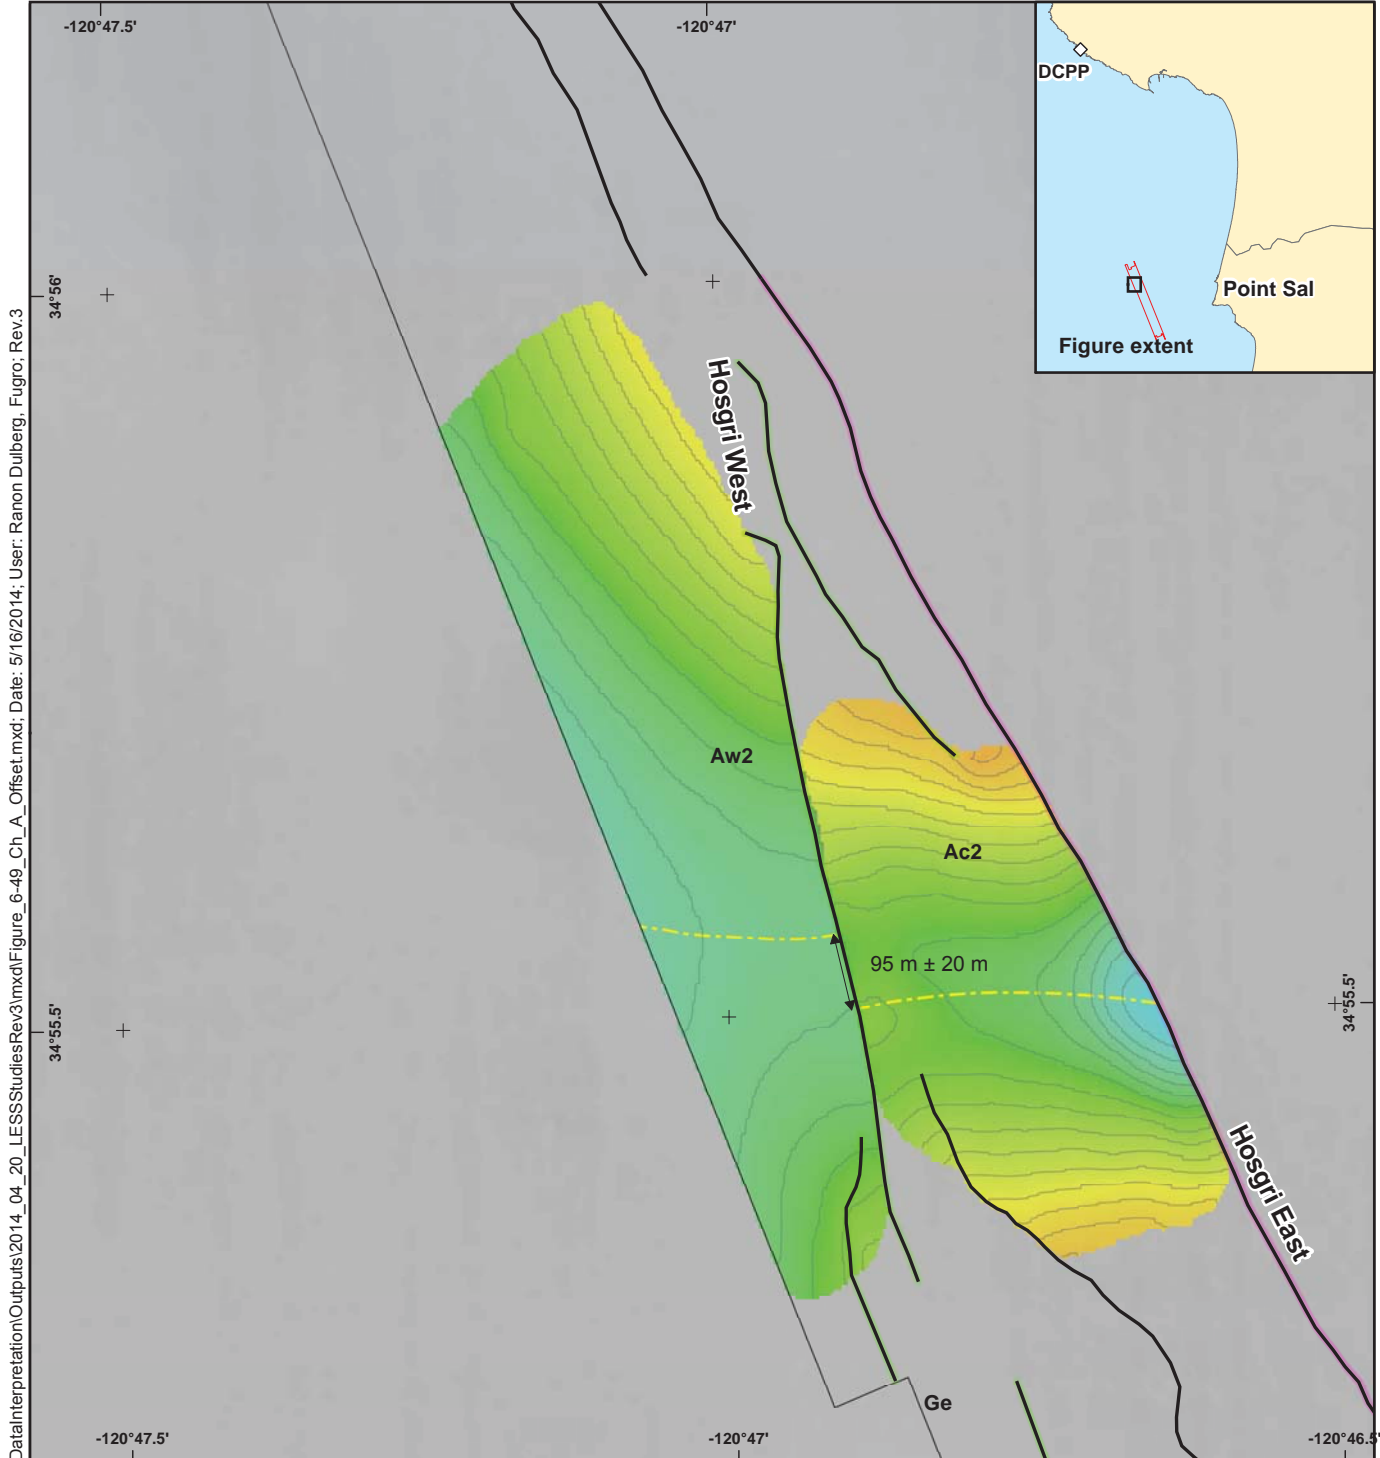 -120°47.5'
-120°47'
DCPP
Point Sal
Figure extent
34°56'
Hosgri West
Aw2
Ac2
95 m ± 20 m
34°55.5'
34°55.5'
Hosgri East
Ge
-120°47.5'
-120°47'
-120°46.5'
DataInterpretation\Outputs\2014_04_20_LESSStudiesRev3\mxd\Figure_6-49_Ch_A_Offset.mxd; Date: 5/16/2014; User: Ranon Dulberg, Fugro; Rev.3